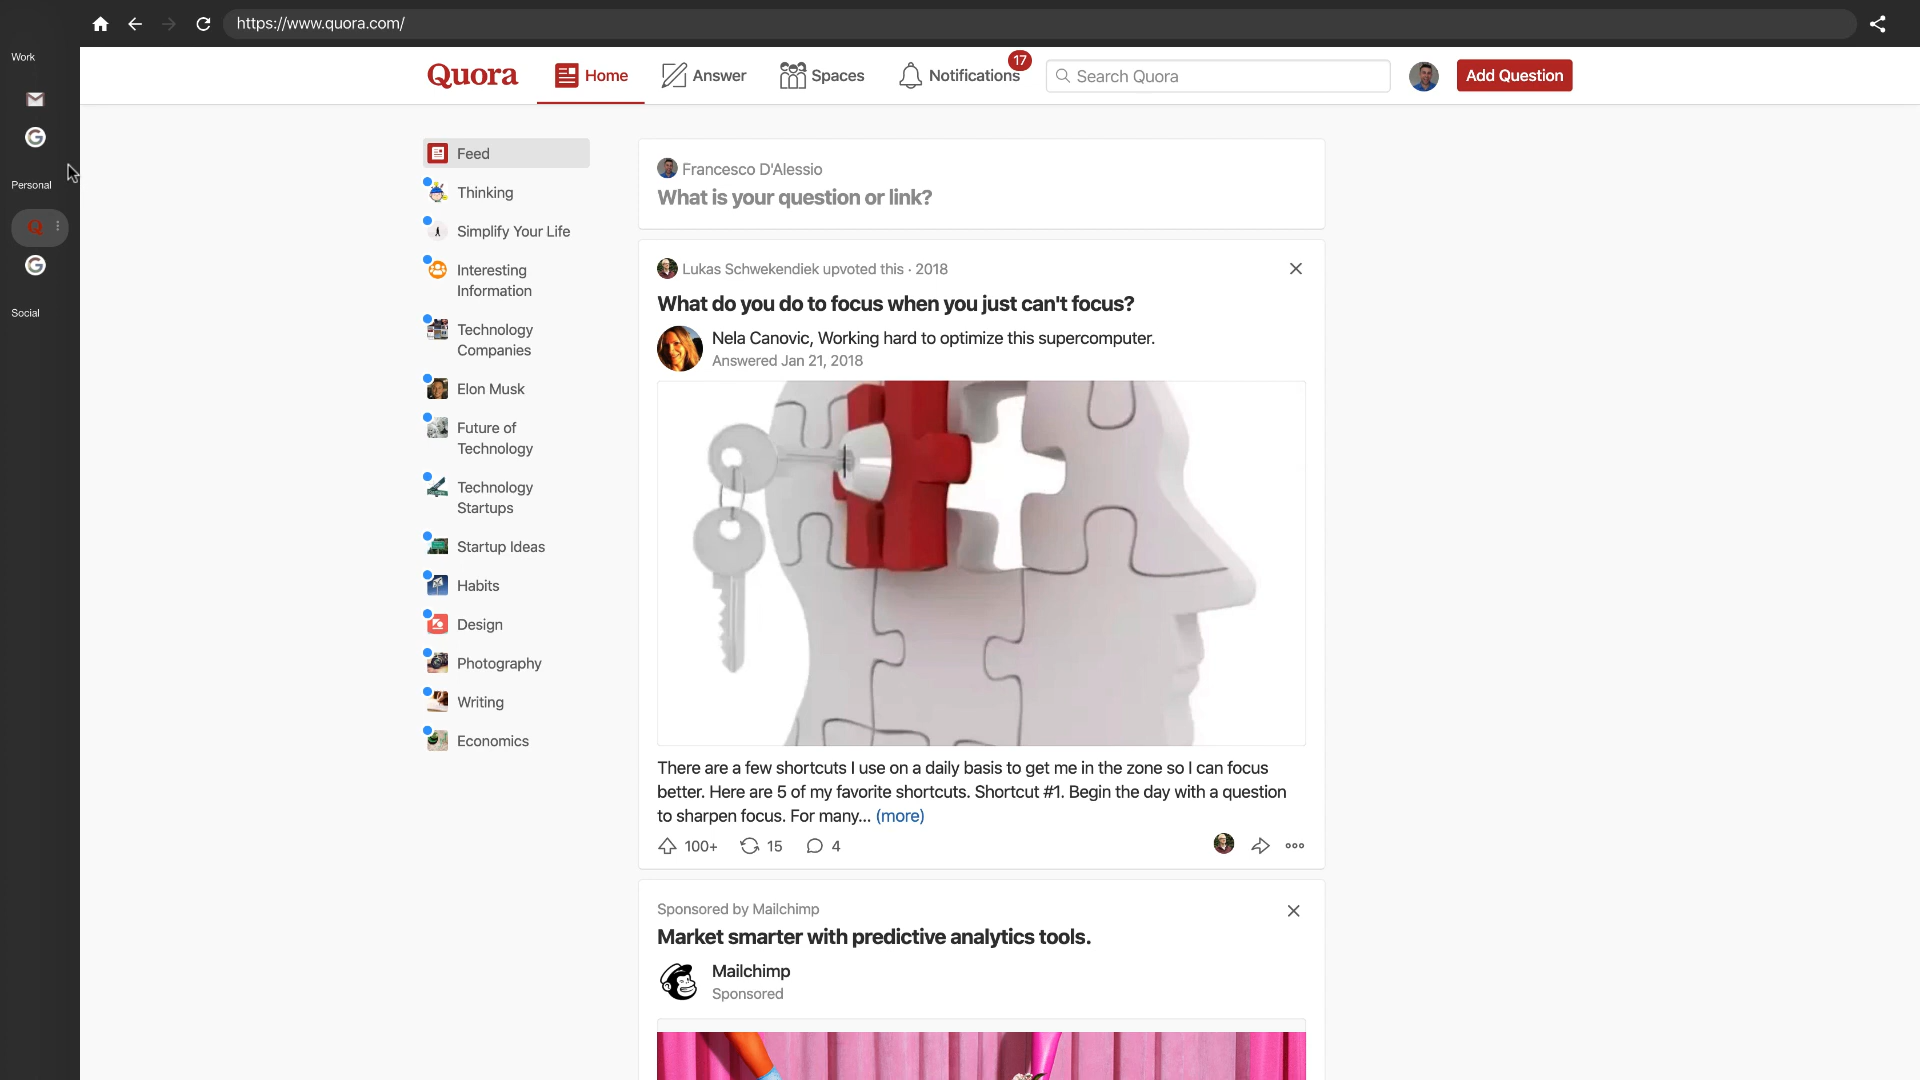 https://www.quora.com/
Work
Personal
Social
Quora
Home
Answer
Spaces
Notifications
17
Search Quora
Add Question
Feed
Thinking
Simplify Your Life
Interesting
Information
Technology
Companies
Elon Musk
Future of
Technology
Technology
Startups
Startup Ideas
Habits
Design
Photography
Writing
Economics
Francesco D'Alessio
What is your question or link?
Lukas Schwekendiek upvoted this · 2018
What do you do to focus when you just can't focus?
Nela Canovic, Working hard to optimize this supercomputer.
Answered Jan 21, 2018
There are a few shortcuts I use on a daily basis to get me in the zone so I can focus
better. Here are 5 of my favorite shortcuts. Shortcut #1. Begin the day with a question
to sharpen focus. For many... (more)
100+ 15 4
Sponsored by Mailchimp
Market smarter with predictive analytics tools.
Mailchimp
Sponsored